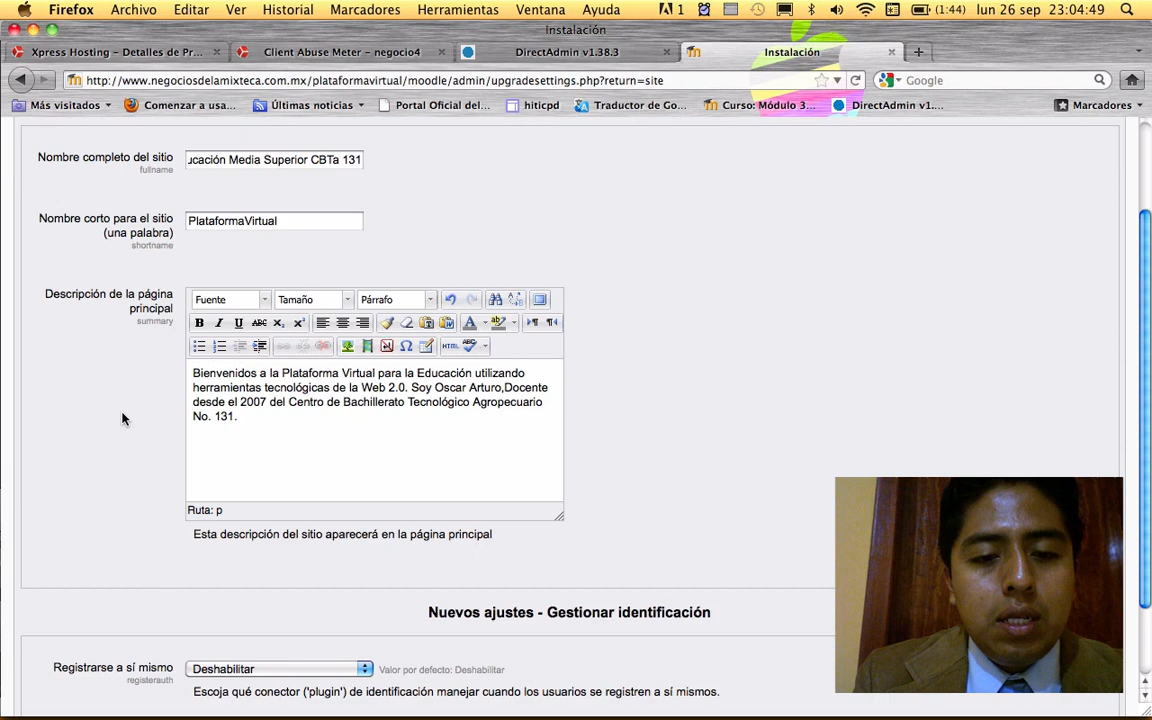 Firefox Archivo Editar Ver Historial Marcadores Herramientas Ventana Ayuda 1 (1:44) lun 26 sep 23:04:49
Instalación
Xpress Hosting – Detalles de Pr... Client Abuse Meter – negocio4 DirectAdmin v1.38.3 Instalación
http://www.negociosdelamixteca.com.mx/plataformavirtual/moodle/admin/upgradesettings.php?return=site Google
Más visitados Comenzar a usa... Últimas noticias Portal Oficial del... hiticpd Traductor de Go... Curso: Módulo 3... DirectAdmin v1.... Marcadores
Nombre completo del sitio
fullname
ucación Media Superior CBTa 131
Nombre corto para el sitio
(una palabra)
shortname
PlataformaVirtual
Descripción de la página
principal
summary
Fuente Tamaño Párrafo
B I U ABC X₂ X² A ab
HTML ABC
Bienvenidos a la Plataforma Virtual para la Educación utilizando
herramientas tecnológicas de la Web 2.0. Soy Oscar Arturo,Docente
desde el 2007 del Centro de Bachillerato Tecnológico Agropecuario
No. 131.
Ruta: p
Esta descripción del sitio aparecerá en la página principal
Nuevos ajustes - Gestionar identificación
Registrarse a sí mismo
registerauth
Deshabilitar Valor por defecto: Deshabilitar
Escoja qué conector ('plugin') de identificación manejar cuando los usuarios se registren a sí mismos.